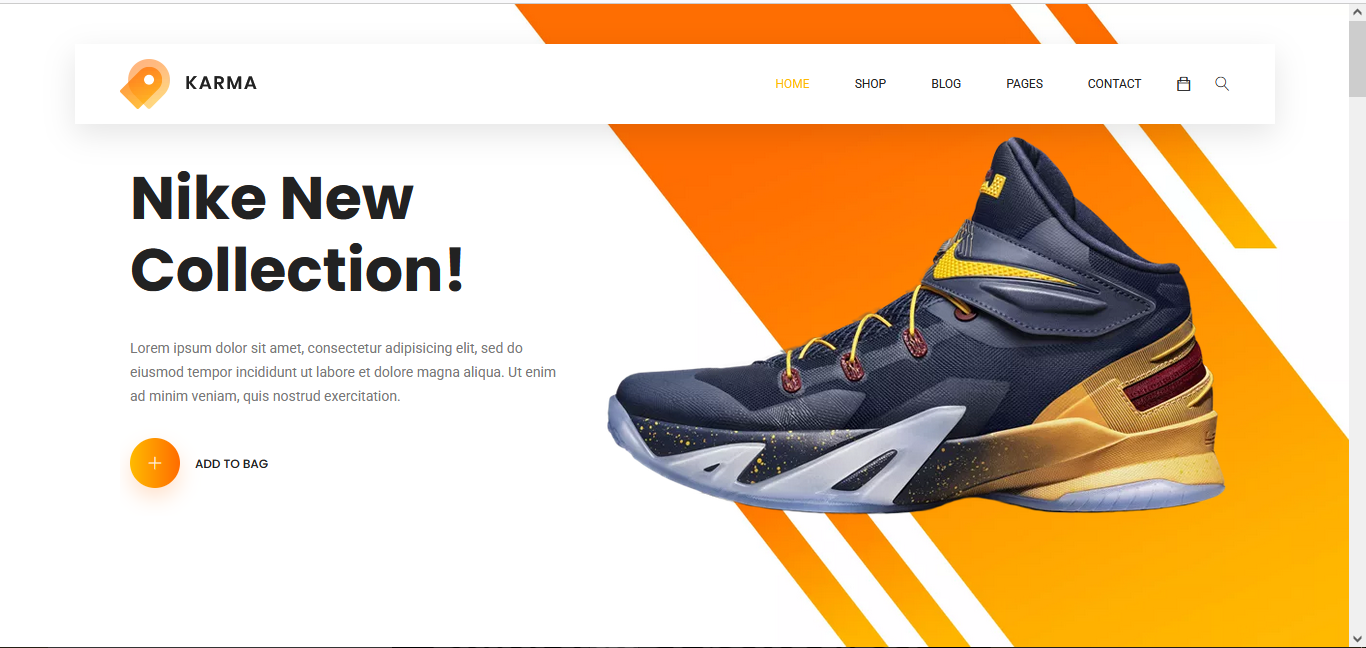 KARMA
HOME
SHOP
BLOG
PAGES
CONTACT
Nike New
Collection!
Lorem ipsum dolor sit amet, consectetur adipisicing elit, sed do
eiusmod tempor incididunt ut labore et dolore magna aliqua. Ut enim
ad minim veniam, quis nostrud exercitation.
ADD TO BAG